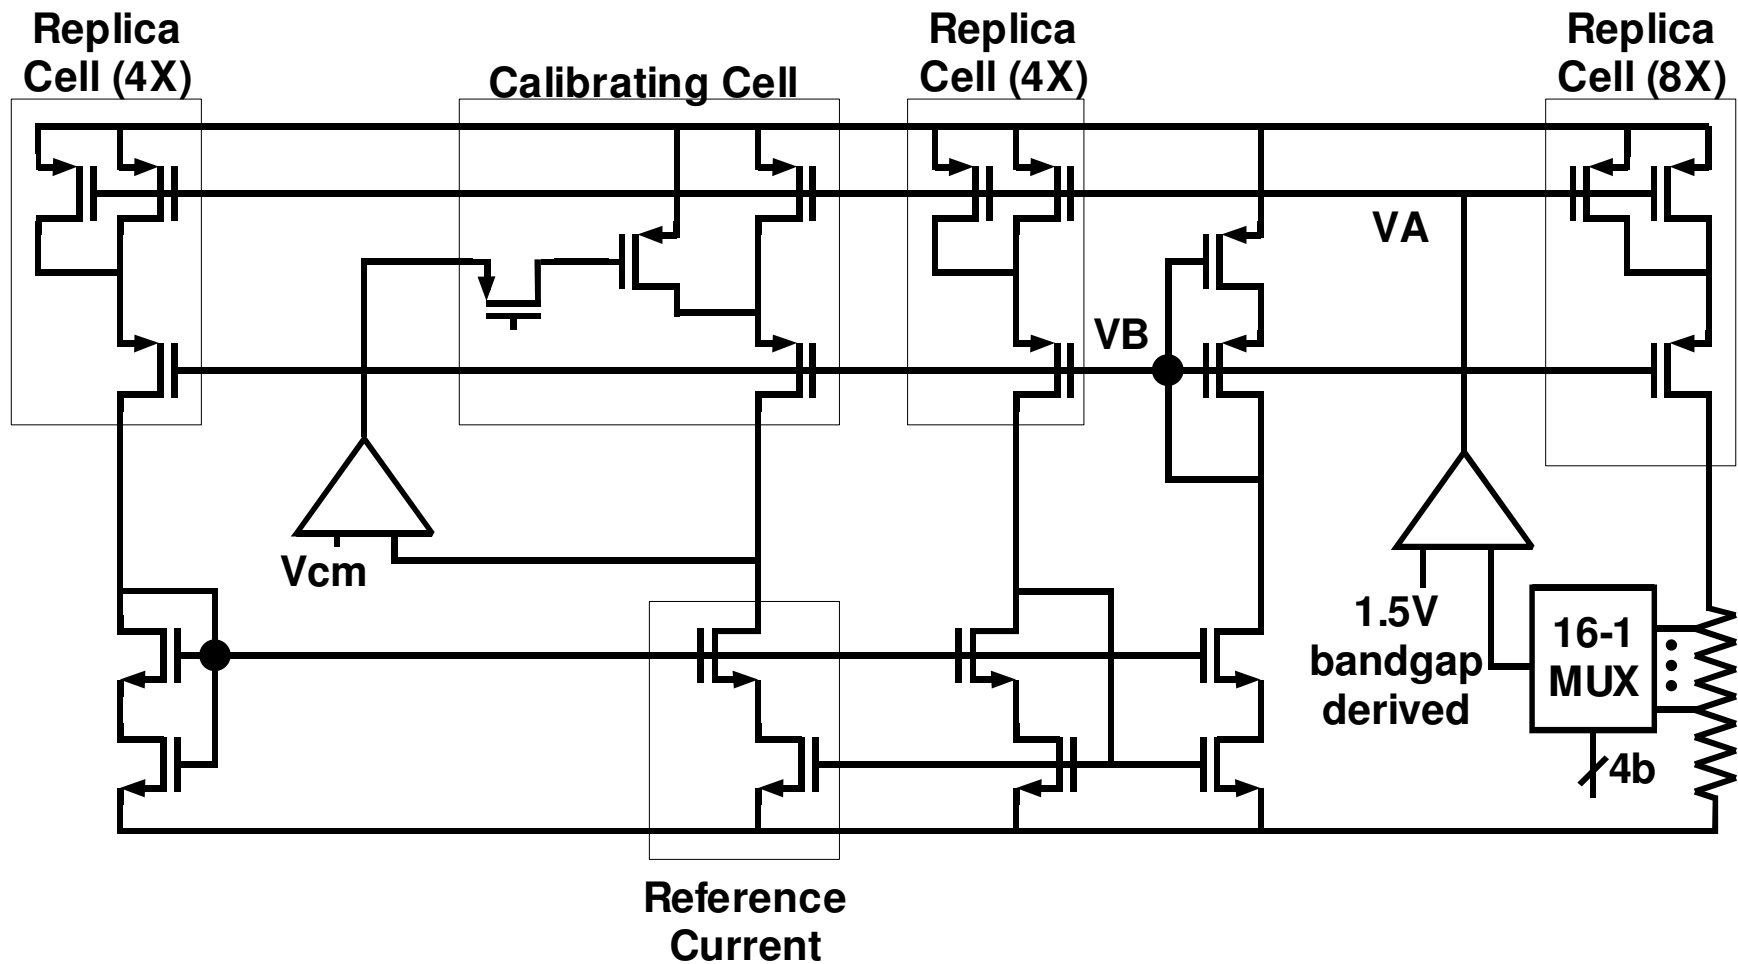 Replica
Cell (4X)
Calibrating Cell
Replica
Cell (4X)
Replica
Cell (8X)
VA
VB
Vcm
1.5V
bandgap
derived
16-1
MUX
4b
Reference
Current